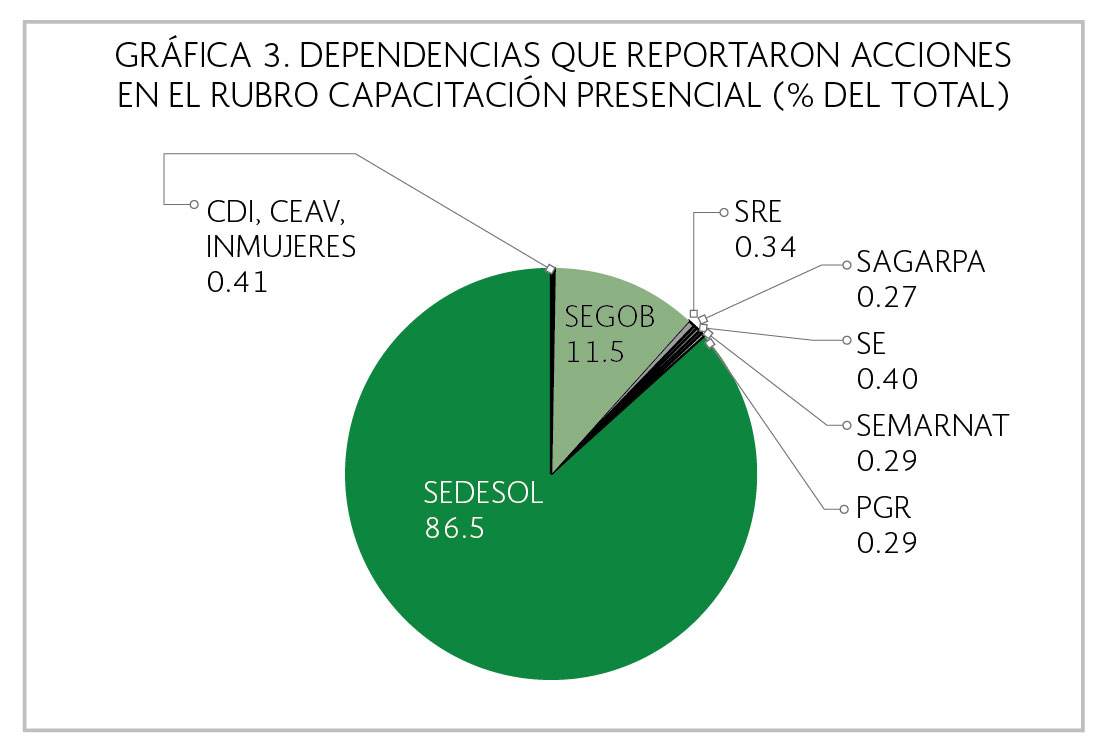 GRÁFICA 3. DEPENDENCIAS QUE REPORTARON ACCIONES
EN EL RUBRO CAPACITACIÓN PRESENCIAL (% DEL TOTAL)
CDI, CEAV,
INMUJERES
0.41
SEGOB
11.5
SRE
0.34
SAGARPA
0.27
SE
0.40
SEMARNAT
0.29
PGR
0.29
SEDESOL
86.5